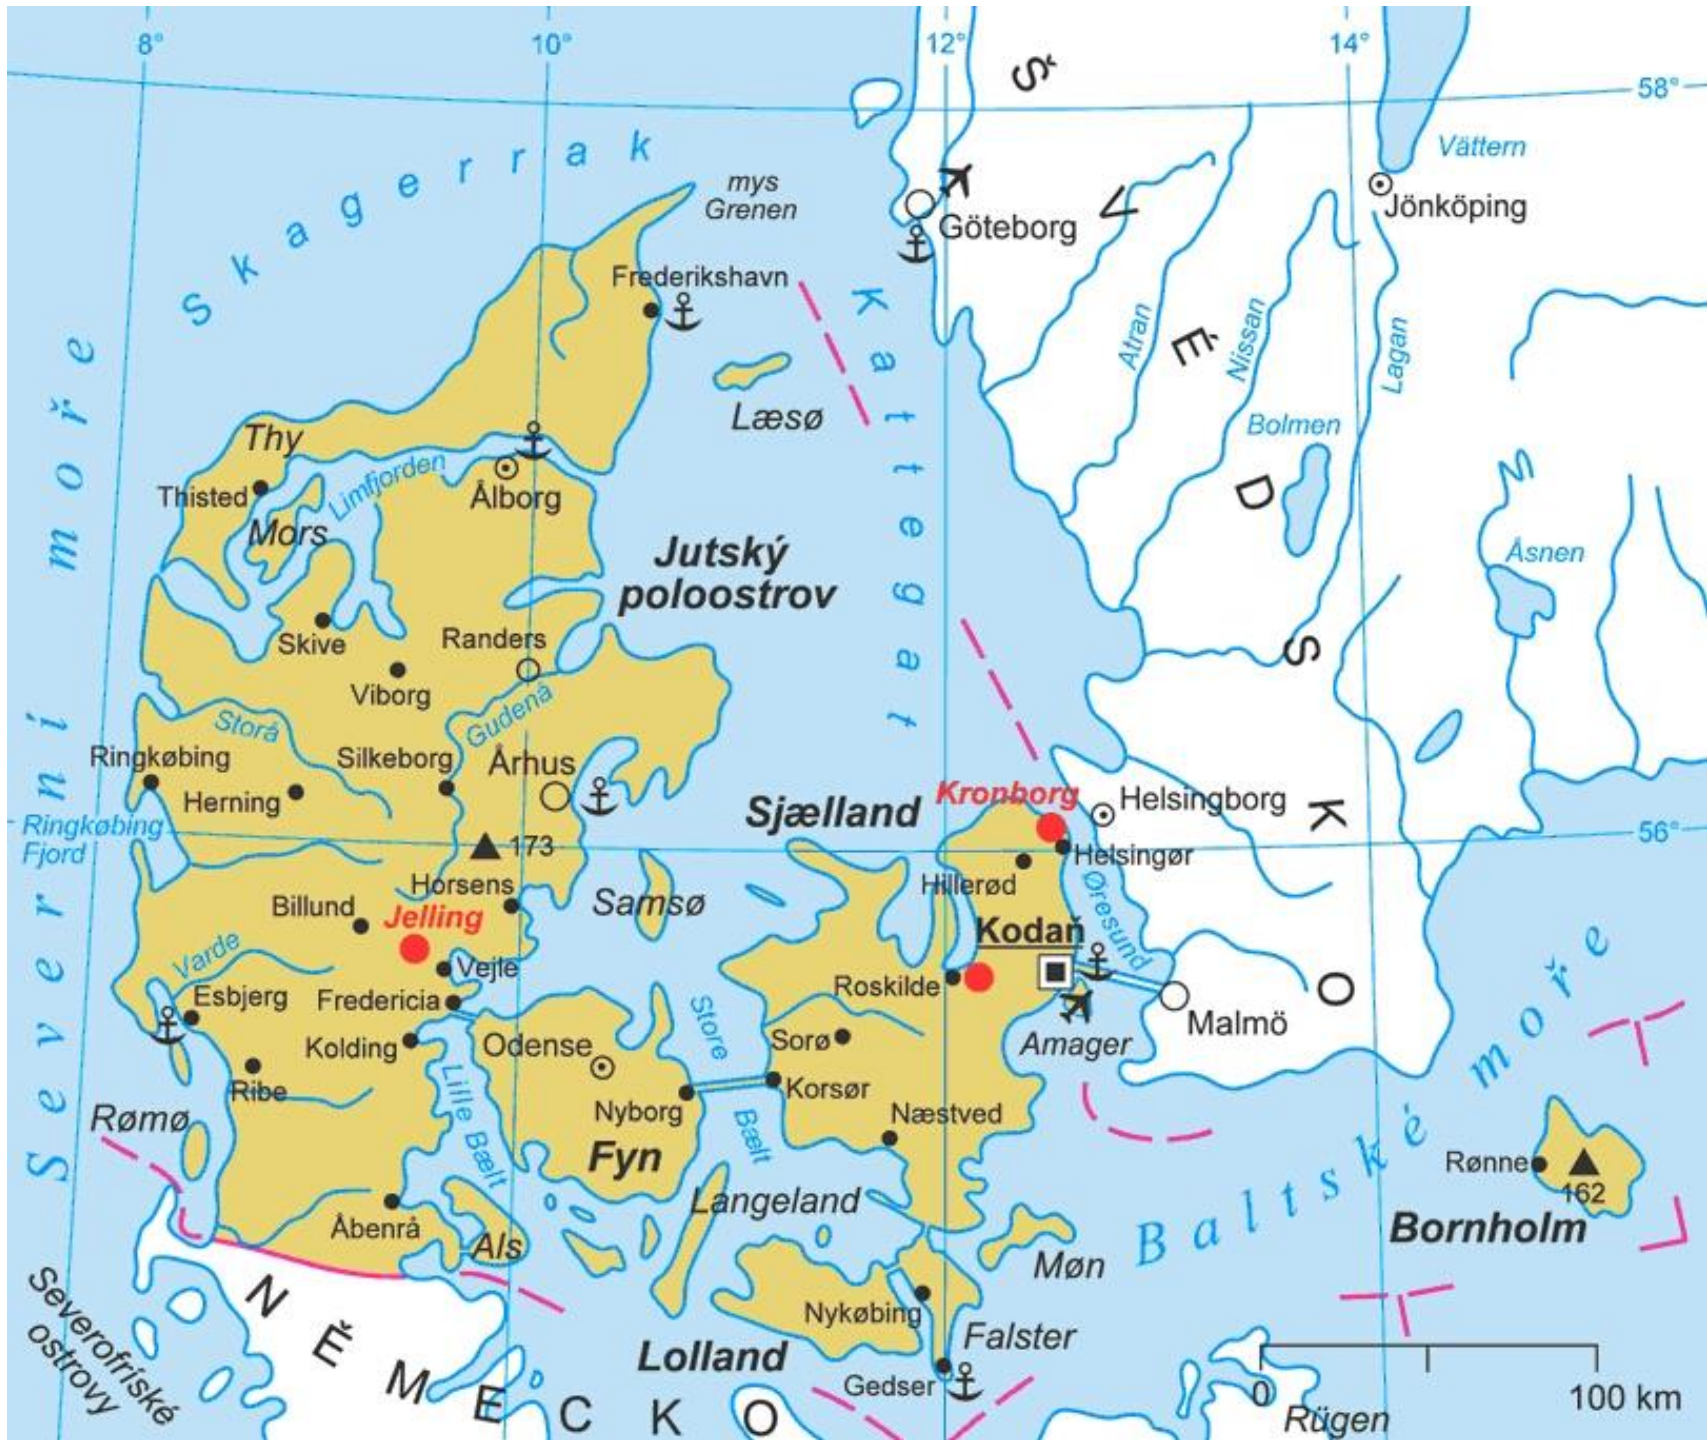 8°
10°
12°
14°
58°
Š
V
É
D
S
K
O
Vättern
Skagerrak
mys
Grenen
Göteborg
Jönköping
Frederikshavn
Kattegat
Severní moře
Atran
Nissan
Lagan
Læsø
Bolmen
Thy
Limfjorden
Thisted
Ålborg
Mors
Jutský
poloostrov
Åsnen
Skive
Randers
Viborg
Gudenå
Storå
Ringkøbing
Silkeborg
Århus
Herning
Sjælland
Kronborg
Helsingborg
Ringkøbing
Fjord
173
56°
Helsingør
Hillerød
Horsens
Billund
Jelling
Samsø
Øresund
Kodaň
Varde
Vejle
Esbjerg
Fredericia
Roskilde
Malmö
Kolding
Odense
Store
Bælt
Sorø
Amager
Ribe
Lille Bælt
Korsør
Nyborg
Næstved
Rømø
Fyn
Baltské moře
Rønne
162
Langeland
Bornholm
Åbenrå
Als
Møn
Severofríské
ostrovy
NĚMECKO
Nykøbing
Falster
Lolland
Gedser
0
100 km
Rügen